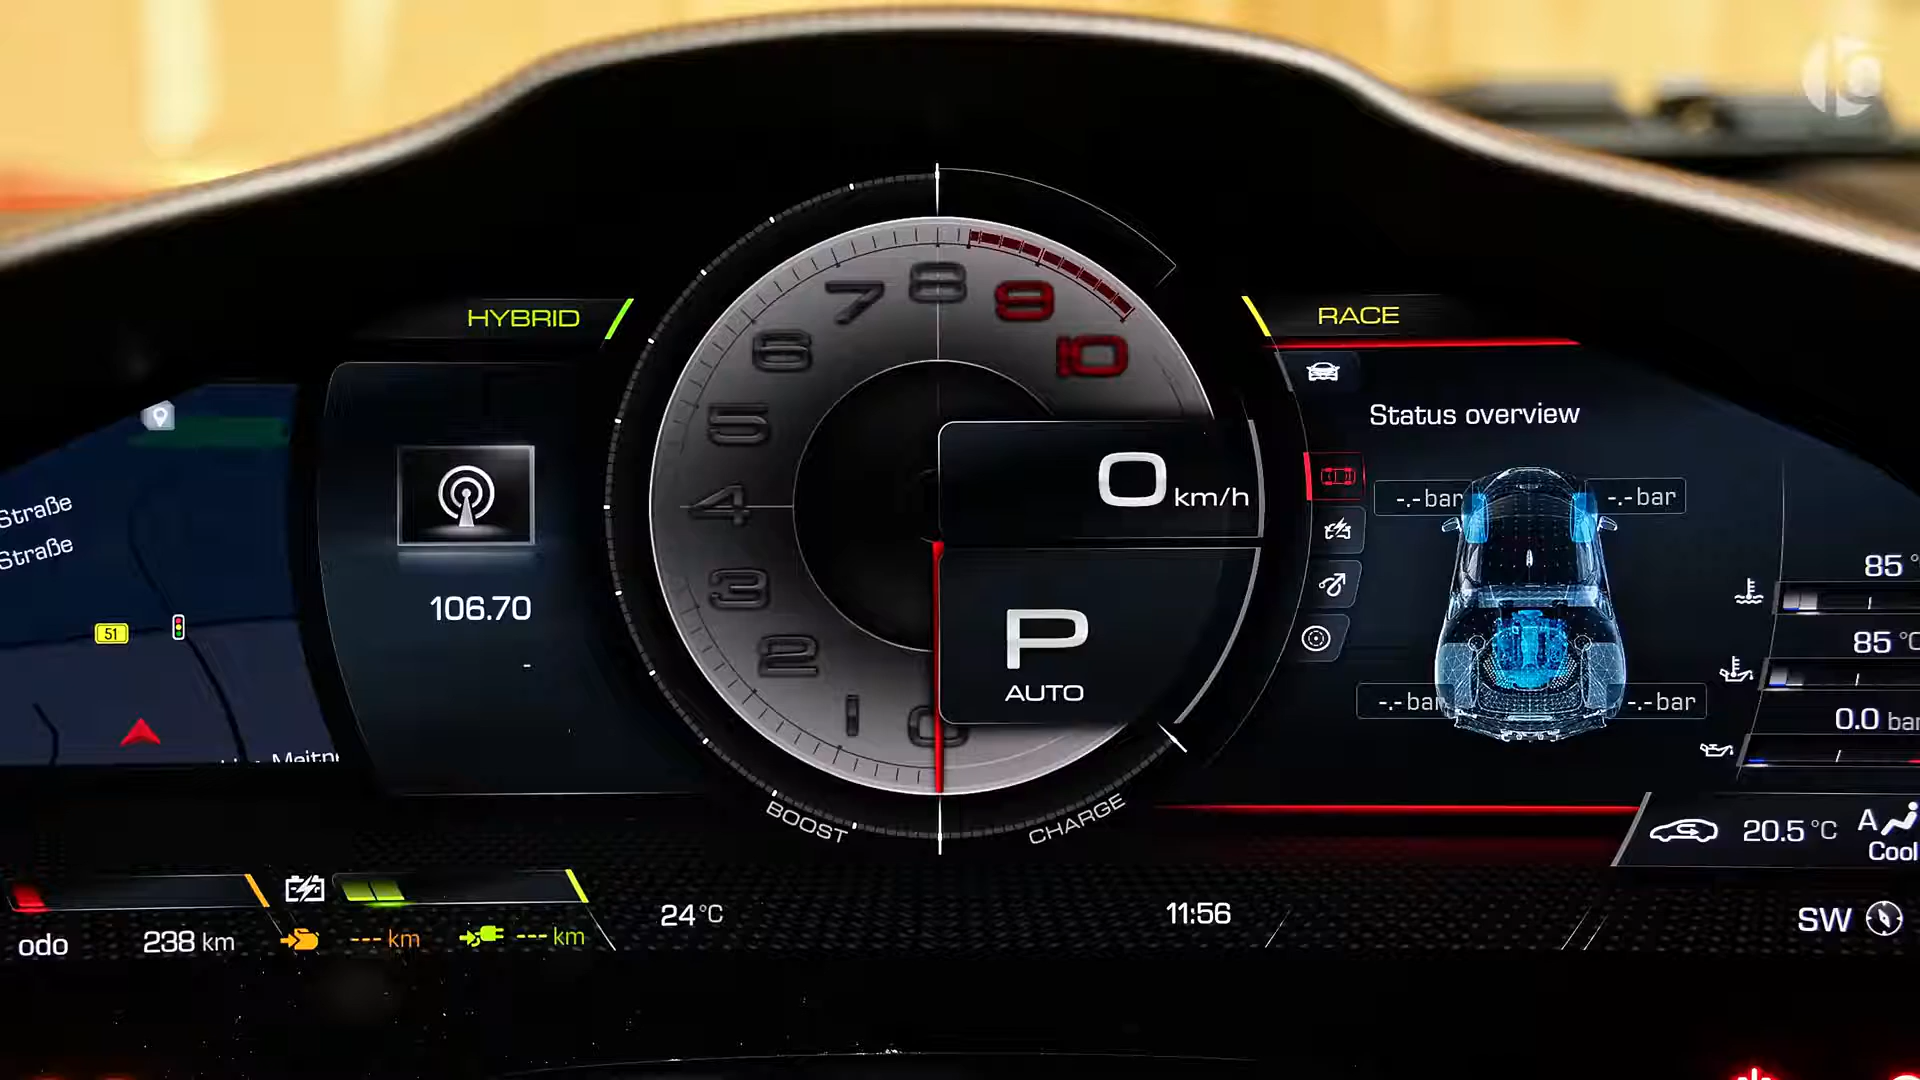 HYBRID
RACE
8
7
9
6
10
5
4
3
2
1
0
0 km/h
P
AUTO
BOOST
CHARGE
Straße
Straße
51
106.70
-
Status overview
-.- bar
-.- bar
-.- bar
-.- bar
85 °
85 °C
0.0 bar
20.5 °C
A
Cool
odo
238 km
--- km
--- km
24 °C
11:56
SW